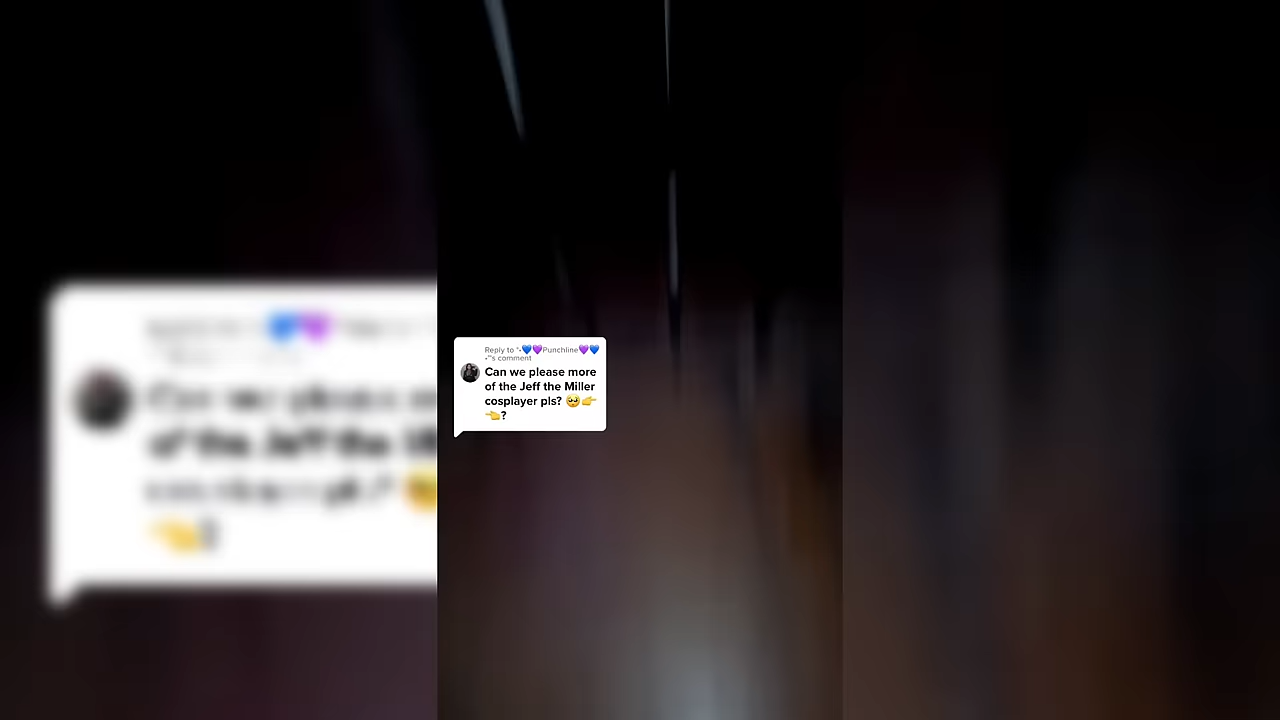 Reply to *•💙💜Punchline💜💙
•*'s comment
Can we please more
of the Jeff the Miller
cosplayer pls? 🥺👉
👈?